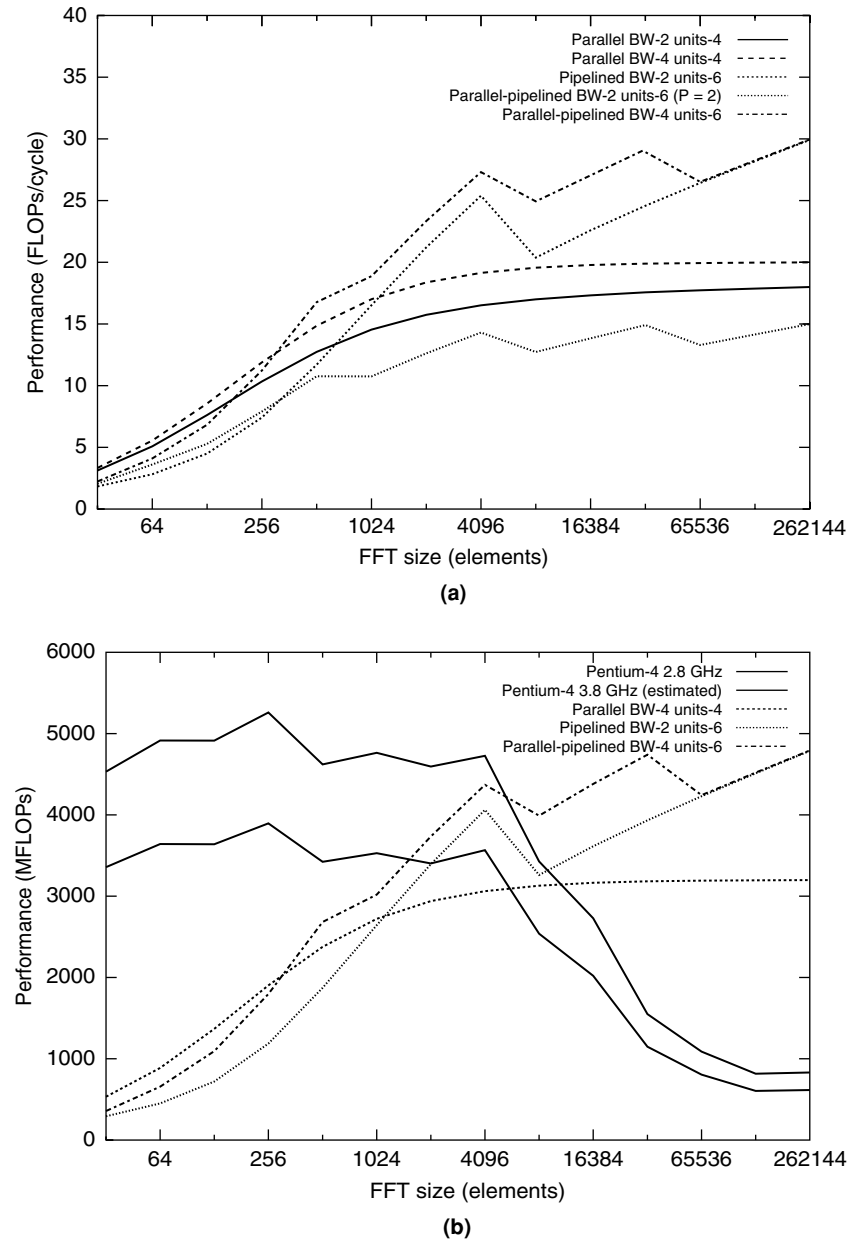 40
35
30
25
20
15
10
5
0
Performance (FLOPs/cycle)
Parallel BW-2 units-4
Parallel BW-4 units-4
Pipelined BW-2 units-6
Parallel-pipelined BW-2 units-6 (P = 2)
Parallel-pipelined BW-4 units-6
64 256 1024 4096 16384 65536 262144
FFT size (elements)
(a)
6000
5000
4000
3000
2000
1000
0
Performance (MFLOPs)
Pentium-4 2.8 GHz
Pentium-4 3.8 GHz (estimated)
Parallel BW-4 units-4
Pipelined BW-2 units-6
Parallel-pipelined BW-4 units-6
64 256 1024 4096 16384 65536 262144
FFT size (elements)
(b)